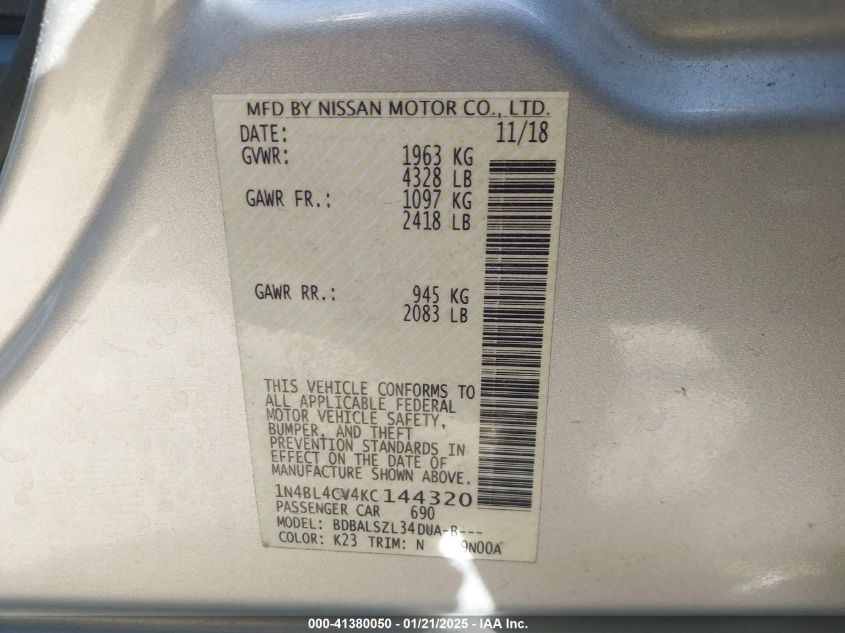 MFD BY NISSAN MOTOR CO., LTD.
DATE: 11/18
GVWR: 1963 KG
4328 LB
GAWR FR.: 1097 KG
2418 LB
GAWR RR.: 945 KG
2083 LB
THIS VEHICLE CONFORMS TO
ALL APPLICABLE FEDERAL
MOTOR VEHICLE SAFETY,
BUMPER, AND THEFT
PREVENTION STANDARDS IN
EFFECT ON THE DATE OF
MANUFACTURE SHOWN ABOVE.
1N4BL4CV4KC144320
PASSENGER CAR 690
MODEL: BDBALSZL34DUA-B---
COLOR: K23 TRIM: N 9N00A
000-41380050 - 01/21/2025 - IAA Inc.